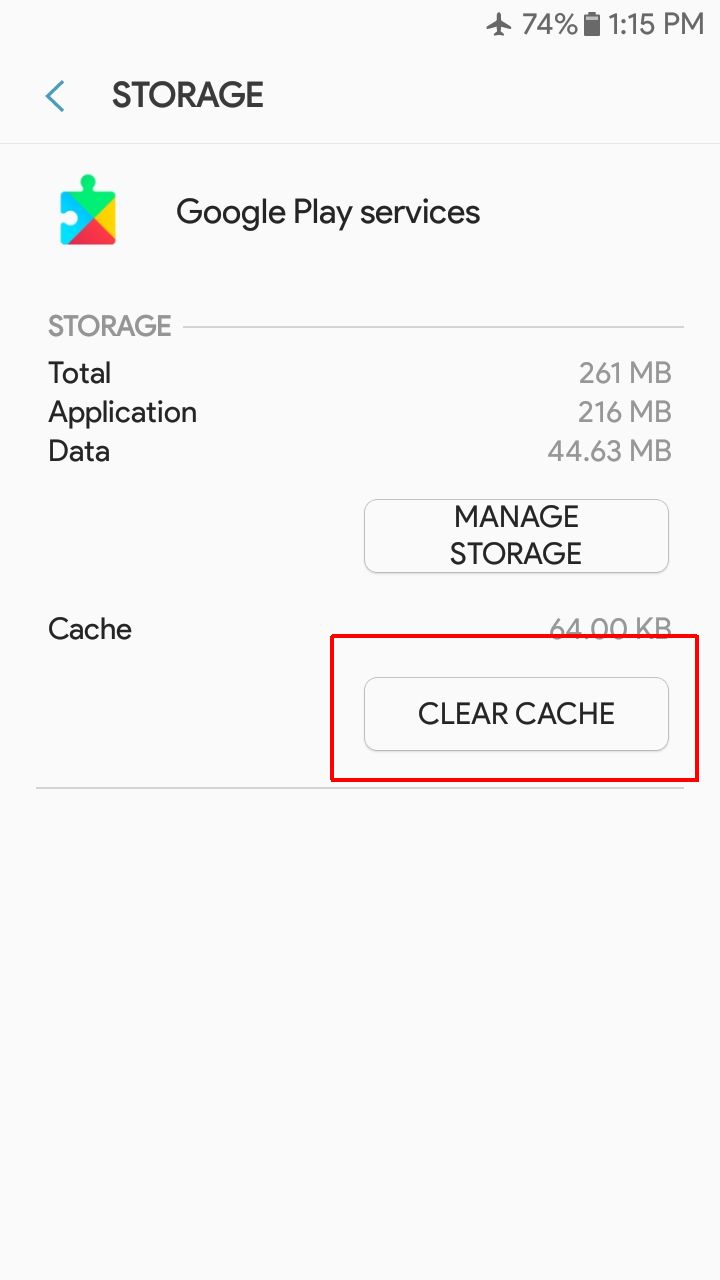 74% 1:15 PM
STORAGE
Google Play services
STORAGE
Total 261 MB
Application 216 MB
Data 44.63 MB
MANAGE
STORAGE
Cache 64.00 KB
CLEAR CACHE